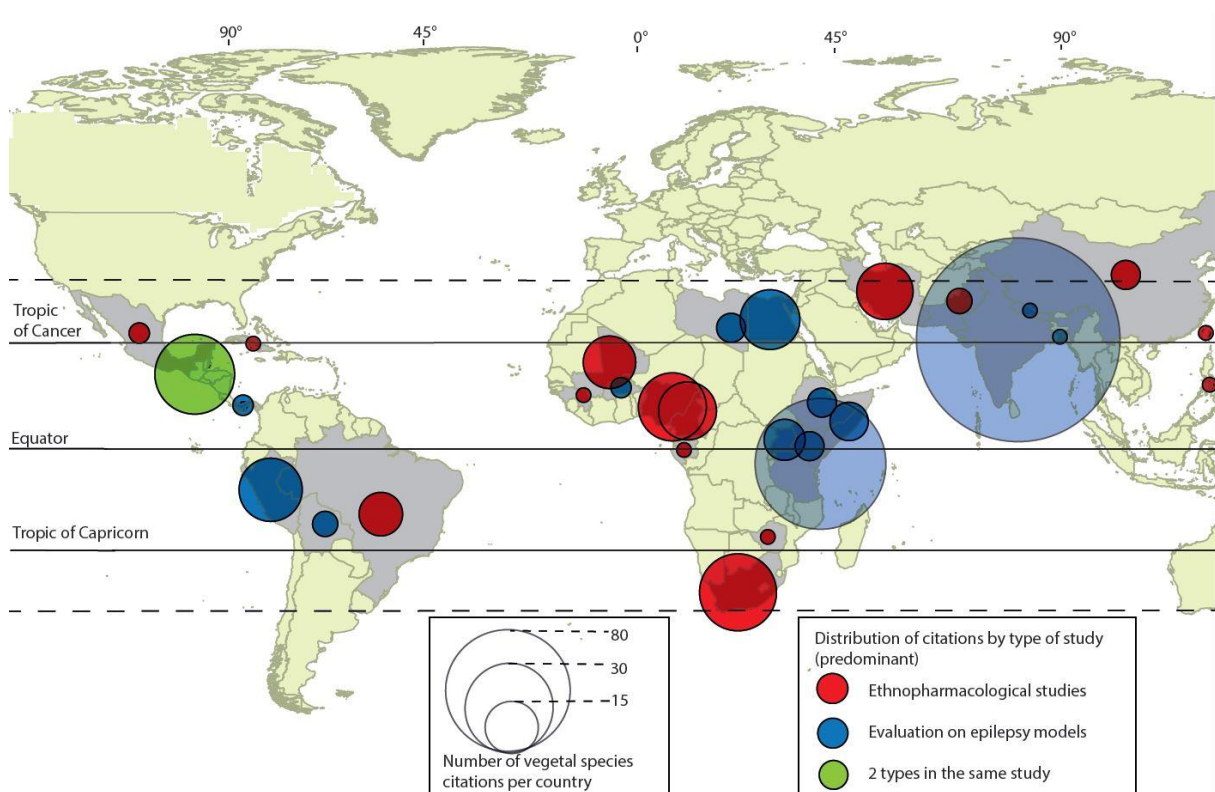 90°
45°
0°
45°
90°
Tropic
of Cancer
Equator
Tropic of Capricorn
80
30
15
Number of vegetal species
citations per country
Distribution of citations by type of study
(predominant)
Ethnopharmacological studies
Evaluation on epilepsy models
2 types in the same study